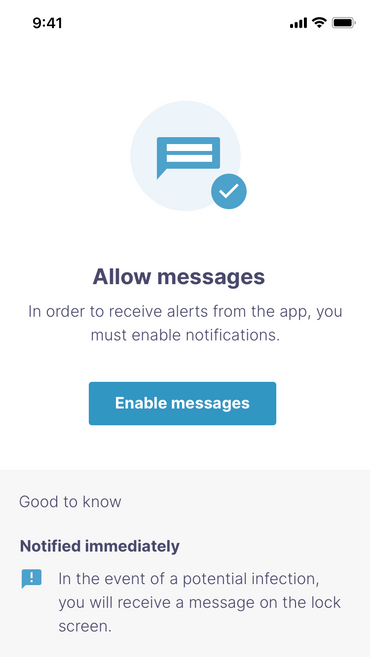 9:41
Allow messages
In order to receive alerts from the app, you
must enable notifications.
Enable messages
Good to know
Notified immediately
In the event of a potential infection,
you will receive a message on the lock
screen.